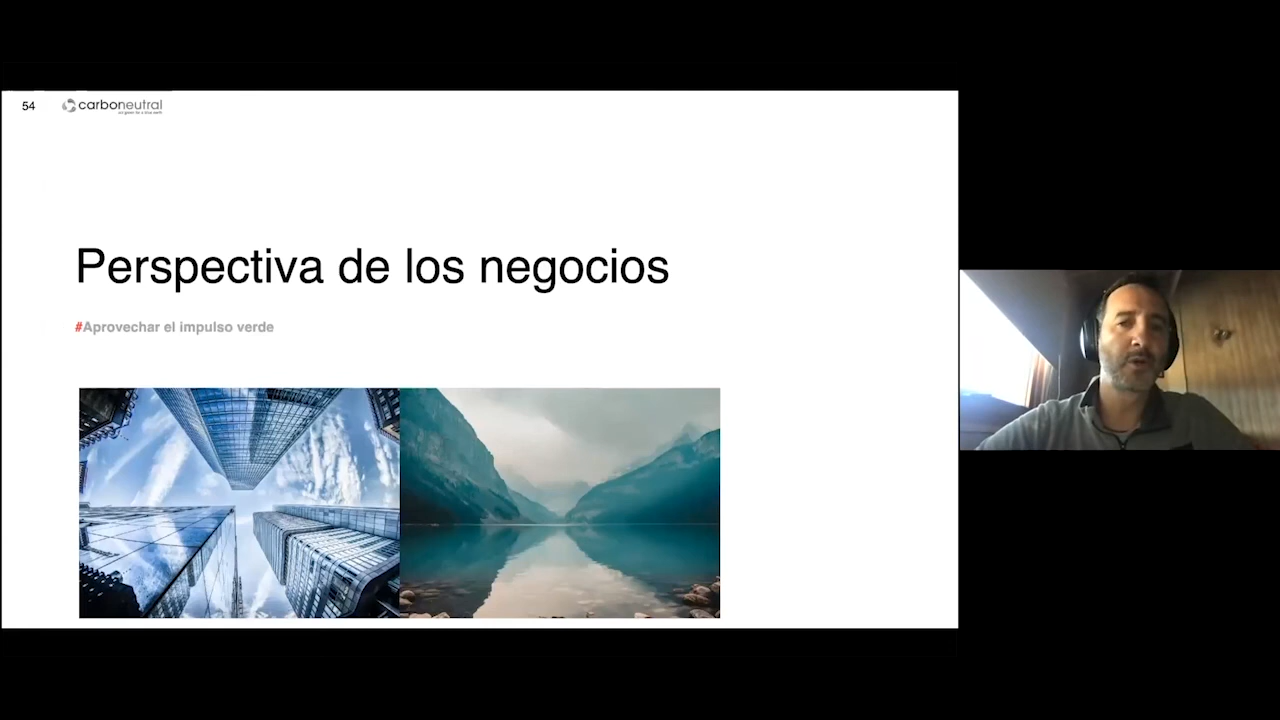 54
carboneutral
Perspectiva de los negocios
#Aprovechar el impulso verde